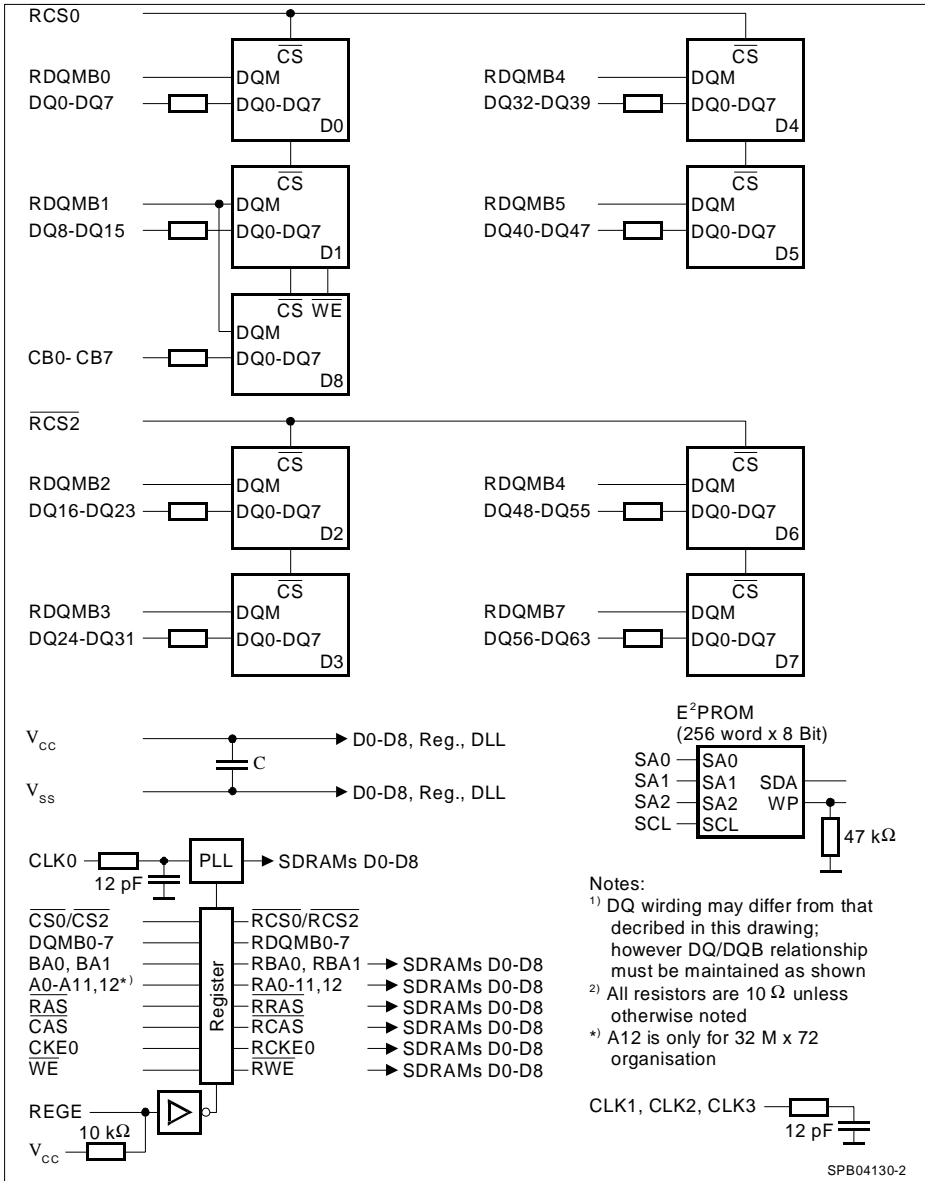 RCS0
CS
RDQMB0
DQM
DQ0-DQ7
DQ0-DQ7
D0
CS
RDQMB4
DQM
DQ32-DQ39
DQ0-DQ7
D4
CS
RDQMB1
DQM
DQ8-DQ15
DQ0-DQ7
D1
CS
RDQMB5
DQM
DQ40-DQ47
DQ0-DQ7
D5
CS WE
DQM
CB0- CB7
DQ0-DQ7
D8
RCS2
CS
RDQMB2
DQM
DQ16-DQ23
DQ0-DQ7
D2
CS
RDQMB4
DQM
DQ48-DQ55
DQ0-DQ7
D6
CS
RDQMB3
DQM
DQ24-DQ31
DQ0-DQ7
D3
CS
RDQMB7
DQM
DQ56-DQ63
DQ0-DQ7
D7
VCC
D0-D8, Reg., DLL
C
VSS
D0-D8, Reg., DLL
E²PROM
(256 word x 8 Bit)
SA0 SA0
SA1 SA1 SDA
SA2 SA2 WP
SCL SCL
47 kΩ
CLK0
PLL
SDRAMs D0-D8
12 pF
CS0/CS2 RCS0/RCS2
DQMB0-7 RDQMB0-7
BA0, BA1 RBA0, RBA1 SDRAMs D0-D8
A0-A11,12*) RA0-11,12 SDRAMs D0-D8
RAS RRAS SDRAMs D0-D8
CAS RCAS SDRAMs D0-D8
CKE0 RCKE0 SDRAMs D0-D8
WE RWE SDRAMs D0-D8
Register
REGE
10 kΩ
VCC
Notes:
1) DQ wirding may differ from that
decribed in this drawing;
however DQ/DQB relationship
must be maintained as shown
2) All resistors are 10 Ω unless
otherwise noted
*) A12 is only for 32 M x 72
organisation
CLK1, CLK2, CLK3
12 pF
SPB04130-2